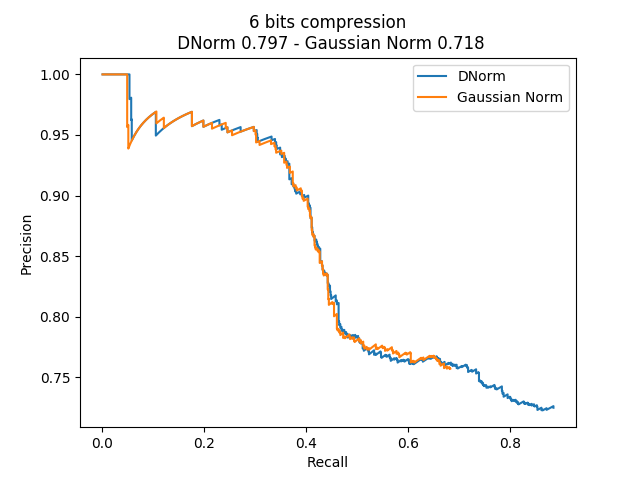 6 bits compression
DNorm 0.797 - Gaussian Norm 0.718
DNorm
Gaussian Norm
1.00
0.95
0.90
0.85
0.80
0.75
Precision
0.0
0.2
0.4
0.6
0.8
Recall